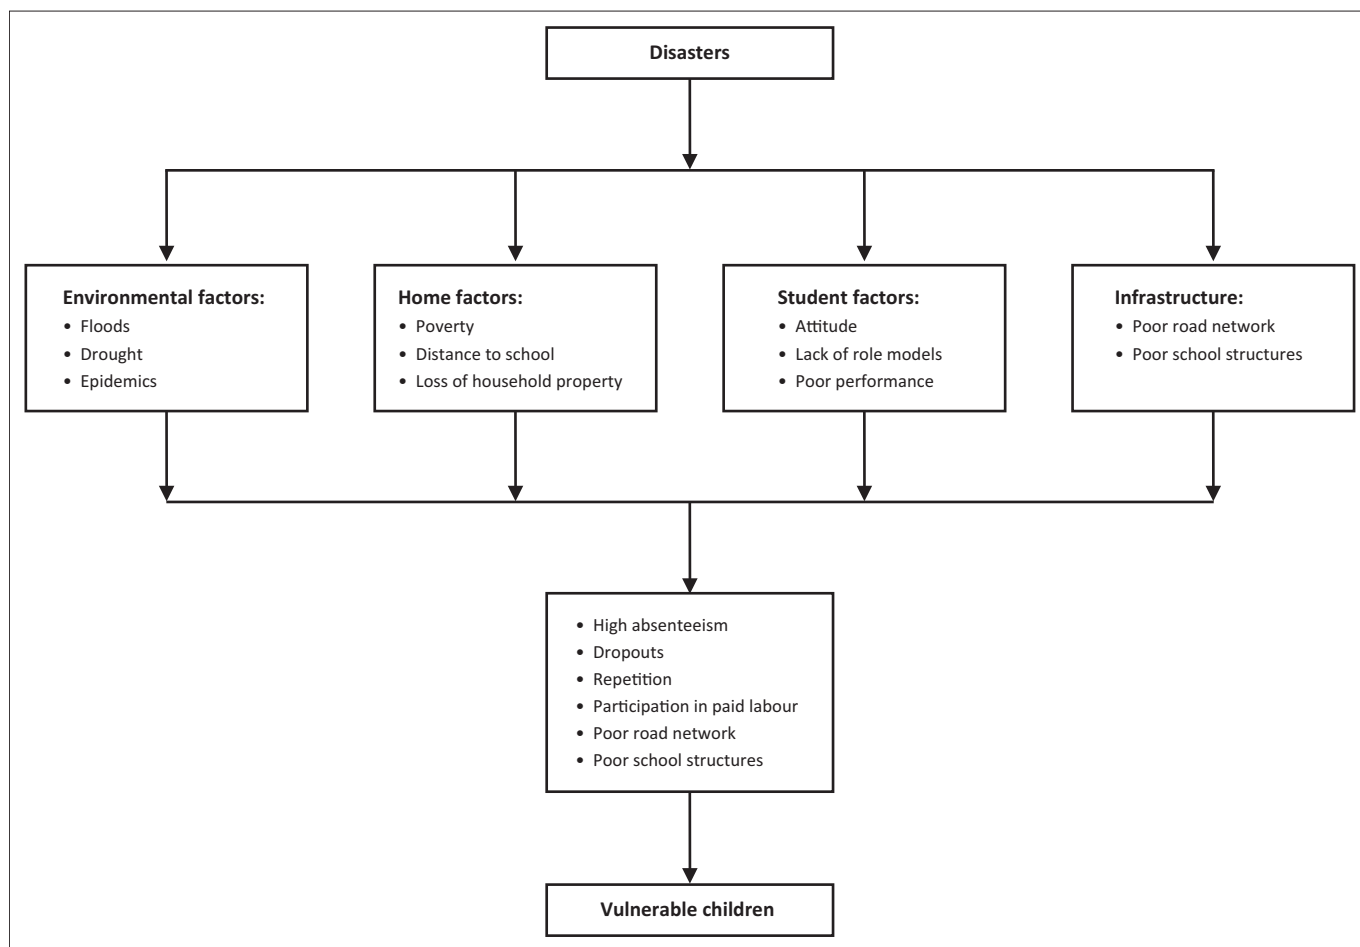 Disasters
Environmental factors:
• Floods
• Drought
• Epidemics
Home factors:
• Poverty
• Distance to school
• Loss of household property
Student factors:
• Attitude
• Lack of role models
• Poor performance
Infrastructure:
• Poor road network
• Poor school structures
• High absenteeism
• Dropouts
• Repetition
• Participation in paid labour
• Poor road network
• Poor school structures
Vulnerable children